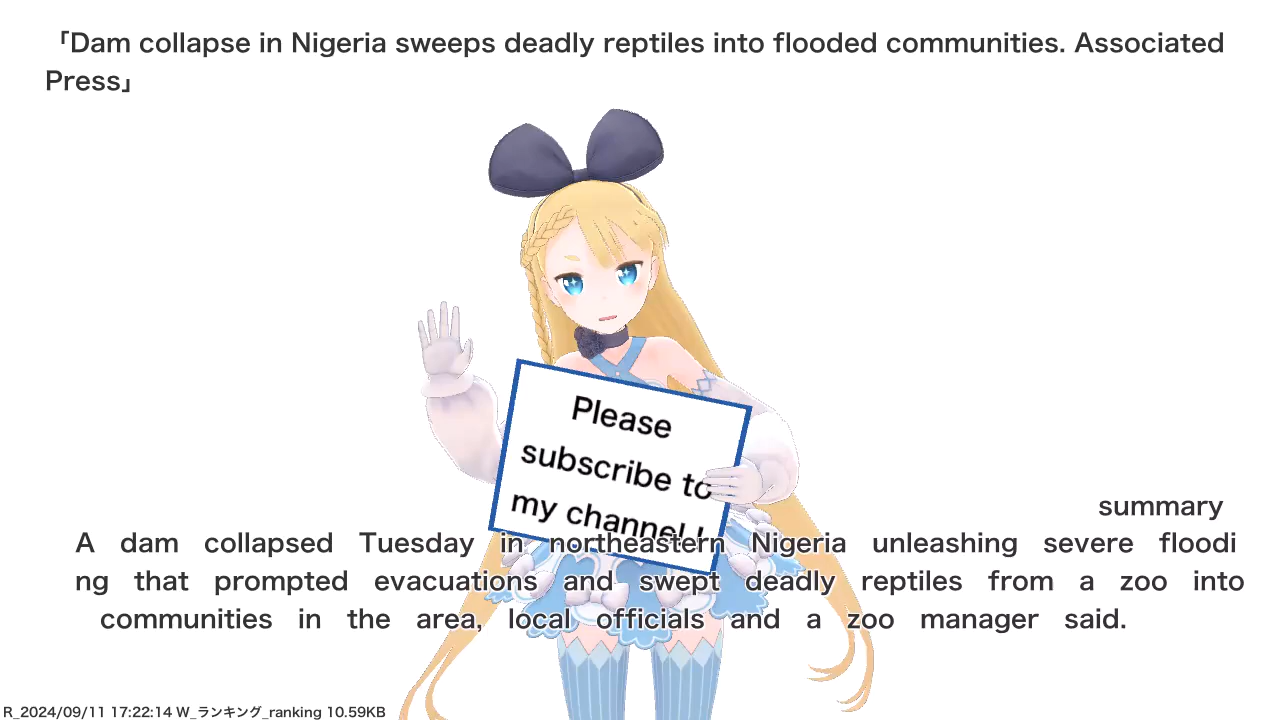 「Dam collapse in Nigeria sweeps deadly reptiles into flooded communities. Associated
Press」
Please
subscribe to
my channel !
summary
A dam collapsed Tuesday in northeastern Nigeria unleashing severe floodi
ng that prompted evacuations and swept deadly reptiles from a zoo into
communities in the area, local officials and a zoo manager said.
R_2024/09/11 17:22:14 W_ランキング_ranking 10.59KB